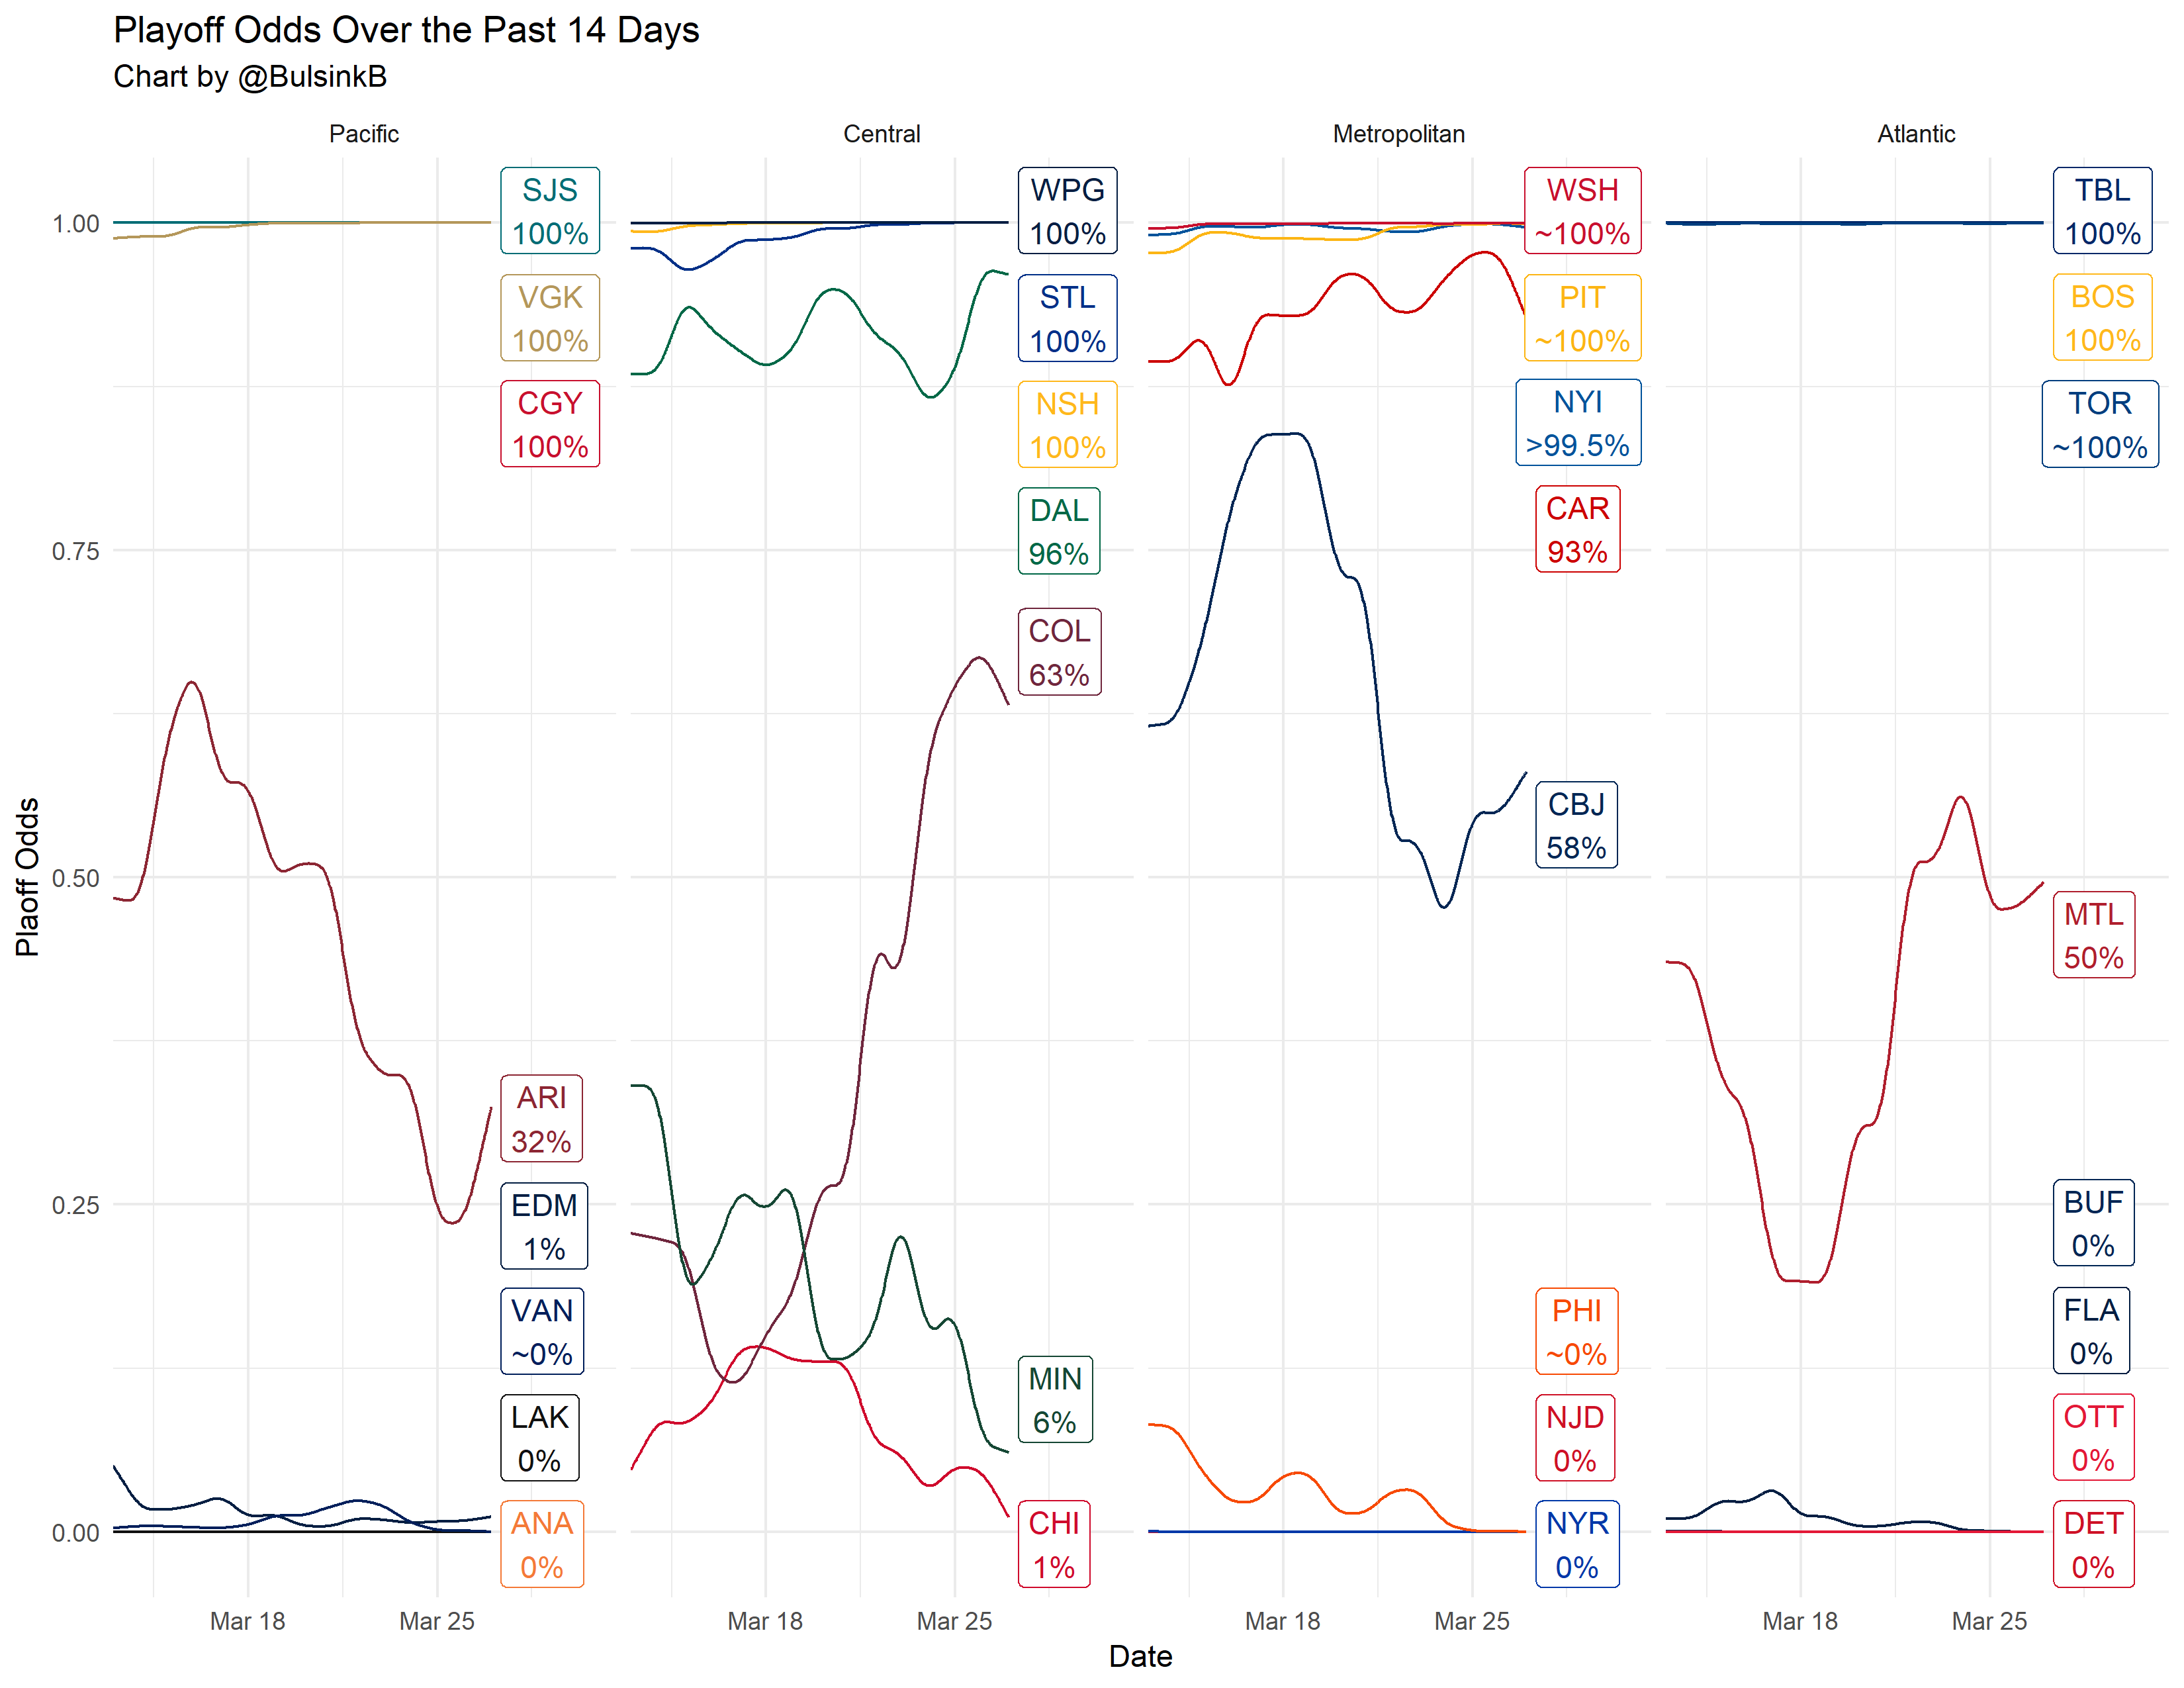 Playoff Odds Over the Past 14 Days
Chart by @BulsinkB
Pacific
Central
Metropolitan
Atlantic
Plaoff Odds
1.00
0.75
0.50
0.25
0.00
SJS
100%
VGK
100%
CGY
100%
ARI
32%
EDM
1%
VAN
~0%
LAK
0%
ANA
0%
WPG
100%
STL
100%
NSH
100%
DAL
96%
COL
63%
MIN
6%
CHI
1%
WSH
~100%
PIT
~100%
NYI
>99.5%
CAR
93%
CBJ
58%
PHI
~0%
NJD
0%
NYR
0%
TBL
100%
BOS
100%
TOR
~100%
MTL
50%
BUF
0%
FLA
0%
OTT
0%
DET
0%
Mar 18
Mar 25
Mar 18
Mar 25
Mar 18
Mar 25
Mar 18
Mar 25
Date